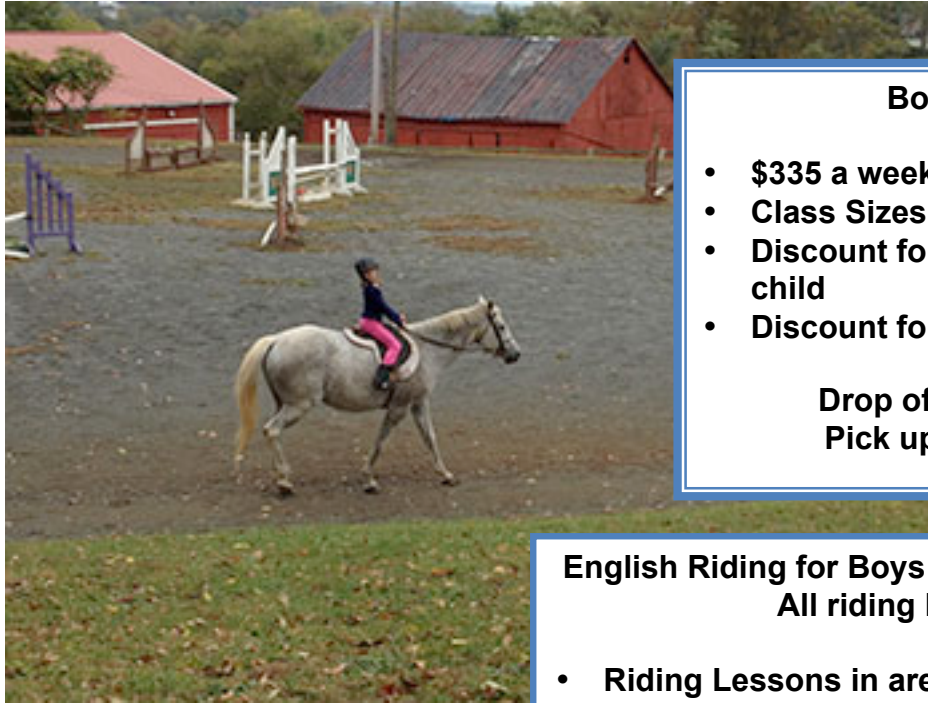 Bo
• $335 a week
• Class Sizes
• Discount fo
child
• Discount fo
Drop of
Pick up
English Riding for Boys
All riding
• Riding Lessons in are